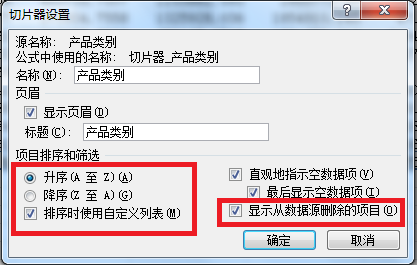 切片器设置
源名称: 产品类别
公式中使用的名称: 切片器_产品类别
名称(N): 产品类别
页眉
显示页眉(D)
标题(C): 产品类别
项目排序和筛选
升序(A 至 Z)(A)
降序(Z 至 A)(G)
排序时使用自定义列表(M)
直观地指示空数据项(V)
最后显示空数据项(I)
显示从数据源删除的项目(O)
确定
取消